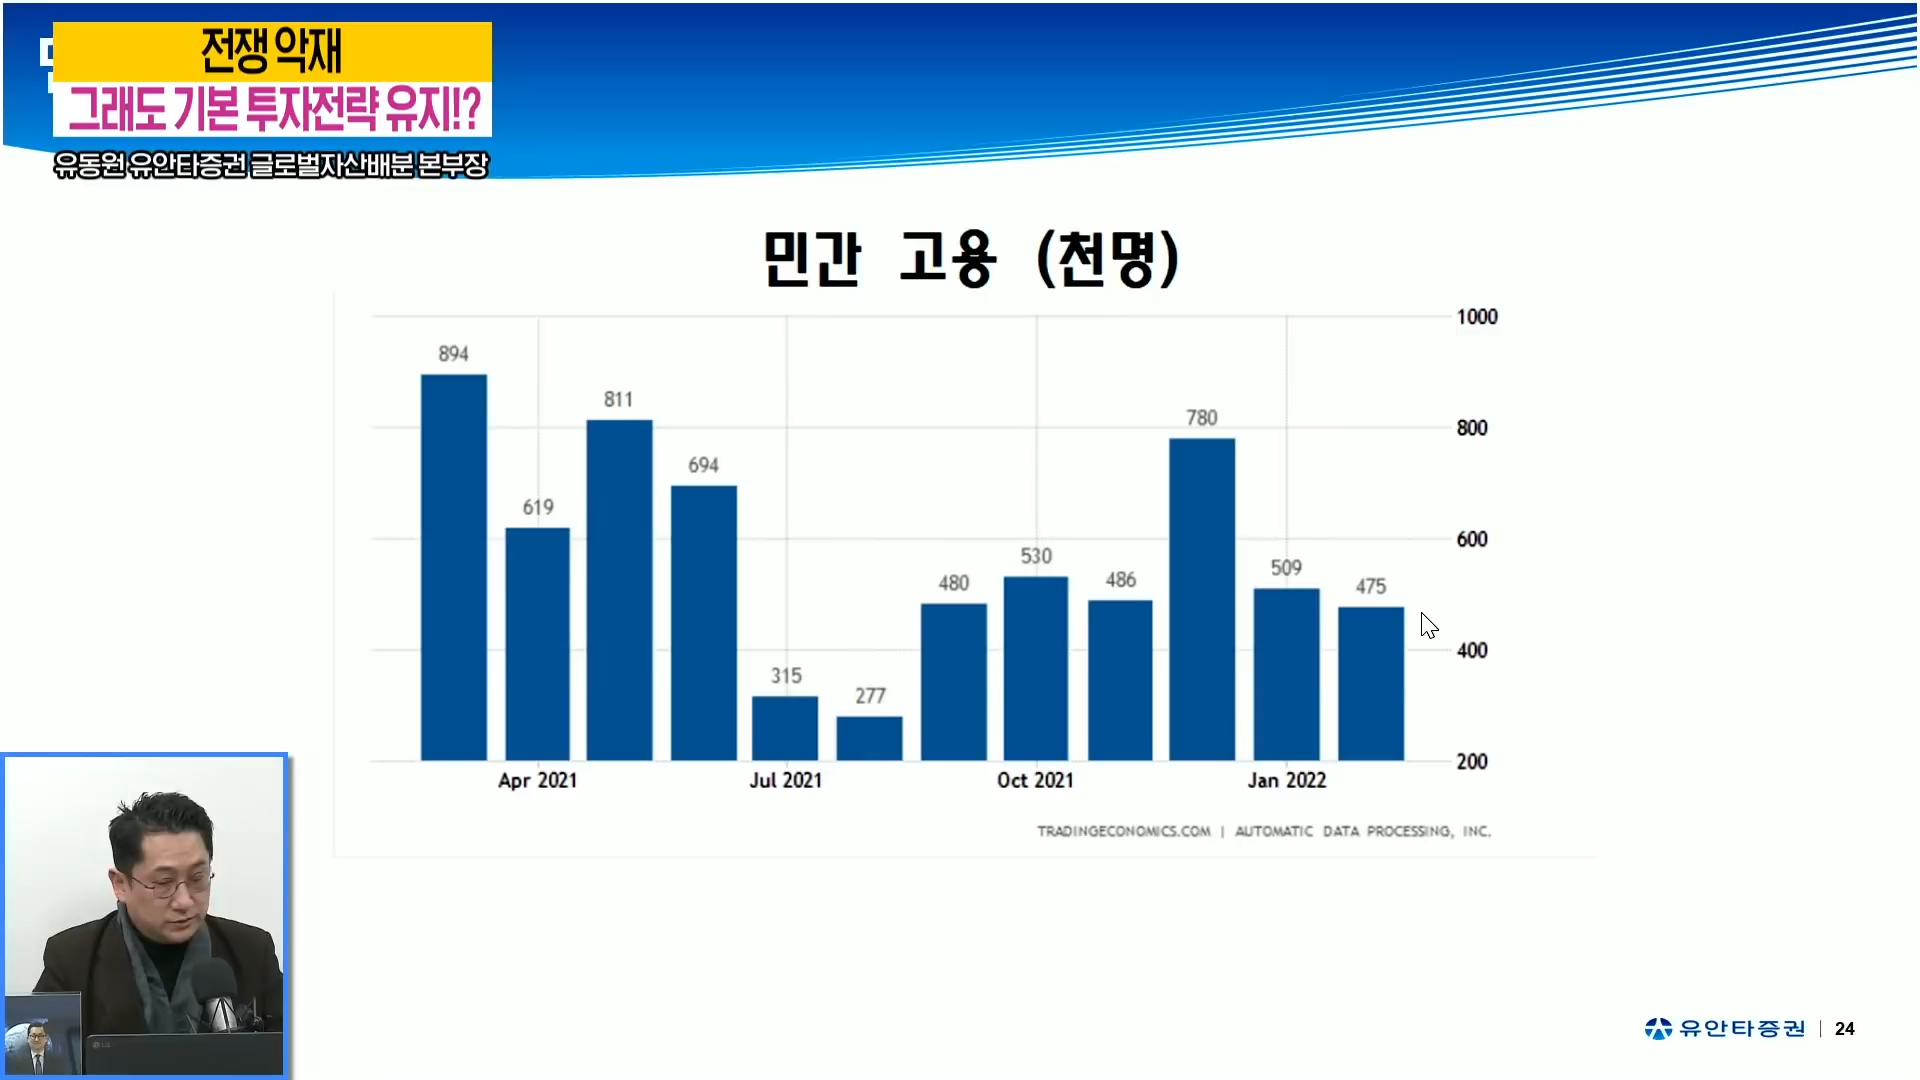 전쟁 악재
그래도 기본 투자전략 유지!?
유동원 유안타증권 글로벌자산배분 본부장
민간 고용 (천명)
1000
800
600
400
200
894
619
811
694
315
277
480
530
486
780
509
475
Apr 2021
Jul 2021
Oct 2021
Jan 2022
TRADINGECONOMICS.COM | AUTOMATIC DATA PROCESSING, INC.
유안타증권 | 24